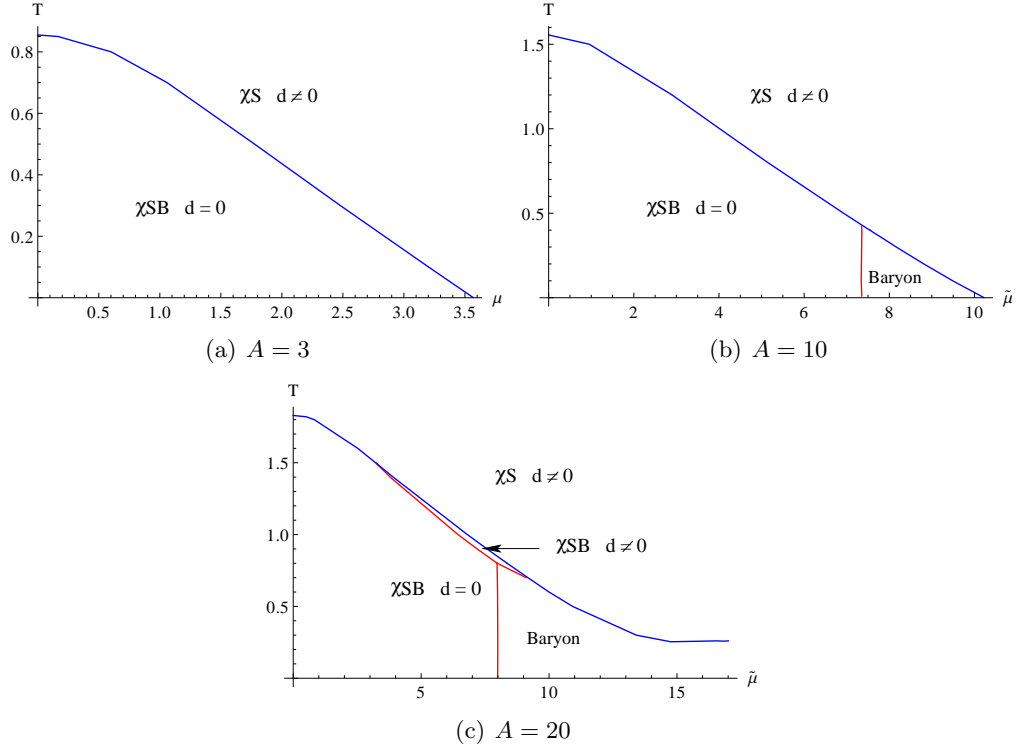 T
0.8
0.6
0.4
0.2
0.5 1.0 1.5 2.0 2.5 3.0 3.5 μ
χS d ≠ 0
χSB d = 0
(a) A = 3
T
1.5
1.0
0.5
2 4 6 8 10 μ̃
χS d ≠ 0
χSB d = 0
Baryon
(b) A = 10
T
1.5
1.0
0.5
5 10 15 μ̃
χS d ≠ 0
χSB d ≠ 0
χSB d = 0
Baryon
(c) A = 20